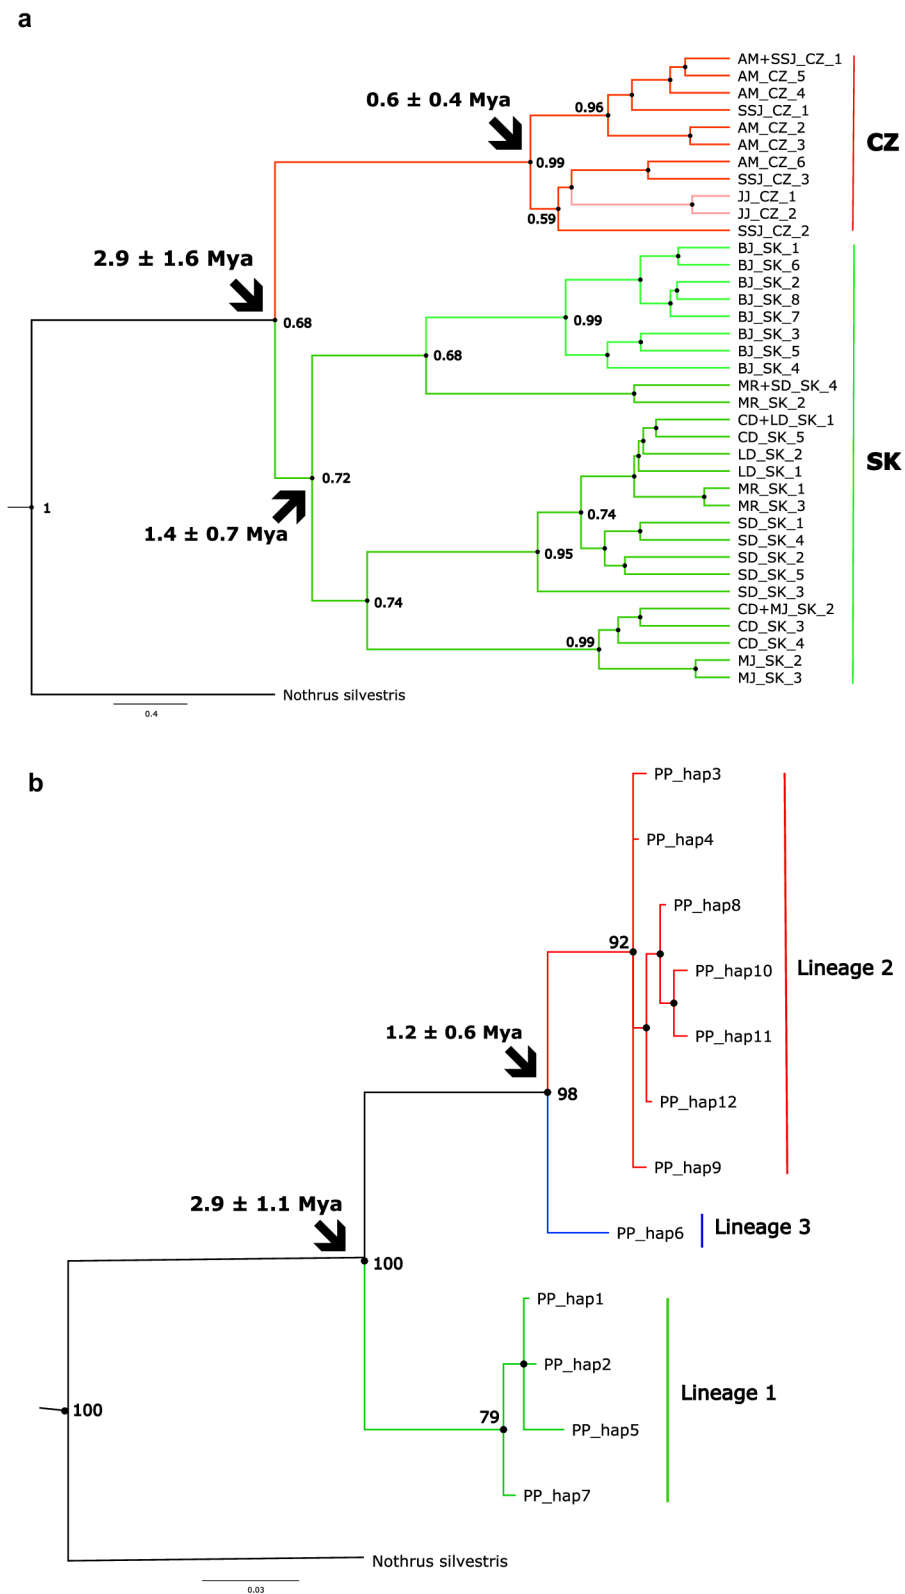 a
AM+SSJ_CZ_1
AM_CZ_5
0.6 ± 0.4 Mya
AM_CZ_4
0.96
SSJ_CZ_1
AM_CZ_2
AM_CZ_3
CZ
0.99
AM_CZ_6
SSJ_CZ_3
JJ_CZ_1
JJ_CZ_2
0.59
SSJ_CZ_2
BJ_SK_1
2.9 ± 1.6 Mya
BJ_SK_6
BJ_SK_2
BJ_SK_8
BJ_SK_7
0.68
0.99
BJ_SK_3
BJ_SK_5
0.68
BJ_SK_4
MR+SD_SK_4
MR_SK_2
CD+LD_SK_1
CD_SK_5
LD_SK_2
SK
LD_SK_1
0.72
MR_SK_1
MR_SK_3
1
0.74
SD_SK_1
1.4 ± 0.7 Mya
SD_SK_4
0.95
SD_SK_2
SD_SK_5
SD_SK_3
0.74
CD+MJ_SK_2
CD_SK_3
0.99
CD_SK_4
MJ_SK_2
MJ_SK_3
Nothrus silvestris
0.4
b
PP_hap3
PP_hap4
PP_hap8
92
PP_hap10
Lineage 2
1.2 ± 0.6 Mya
PP_hap11
98
PP_hap12
PP_hap9
2.9 ± 1.1 Mya
PP_hap6
Lineage 3
100
PP_hap1
PP_hap2
Lineage 1
100
79
PP_hap5
PP_hap7
Nothrus silvestris
0.03